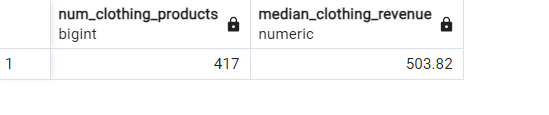 num_clothing_products median_clothing_revenue
bigint numeric
1 417 503.82